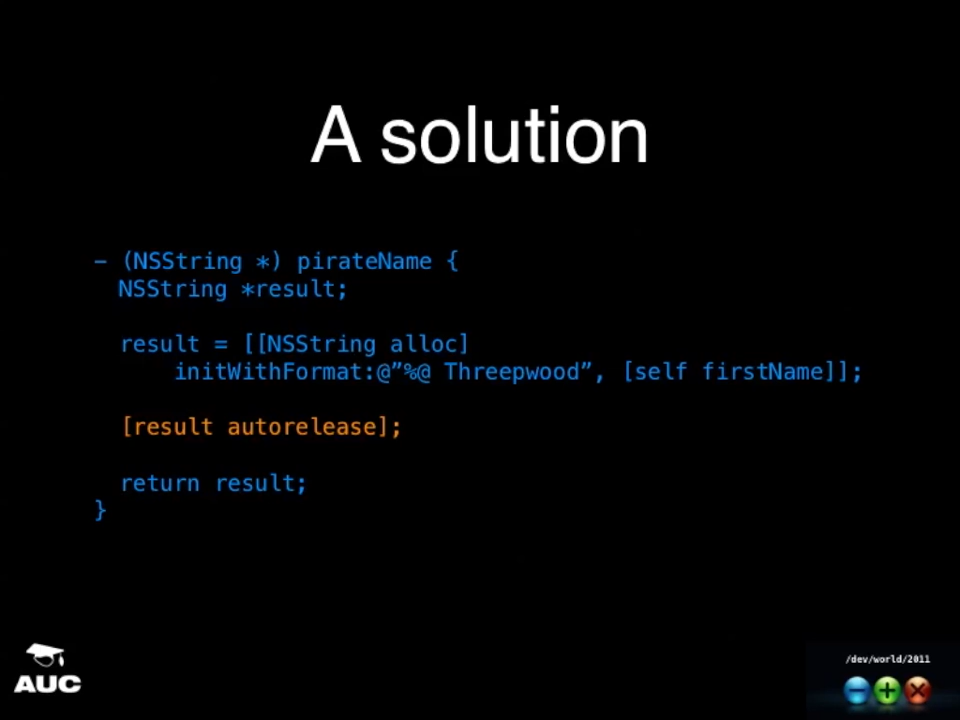 A solution
- (NSString *) pirateName {
NSString *result;
result = [[NSString alloc]
initWithFormat:@”%@ Threepwood”, [self firstName]];
[result autorelease];
return result;
}
AUC
/dev/world/2011